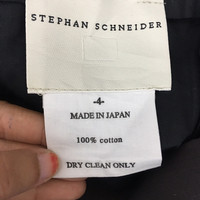 STEPHAN SCHNEIDER
-4-
MADE IN JAPAN
100% cotton
DRY CLEAN ONLY